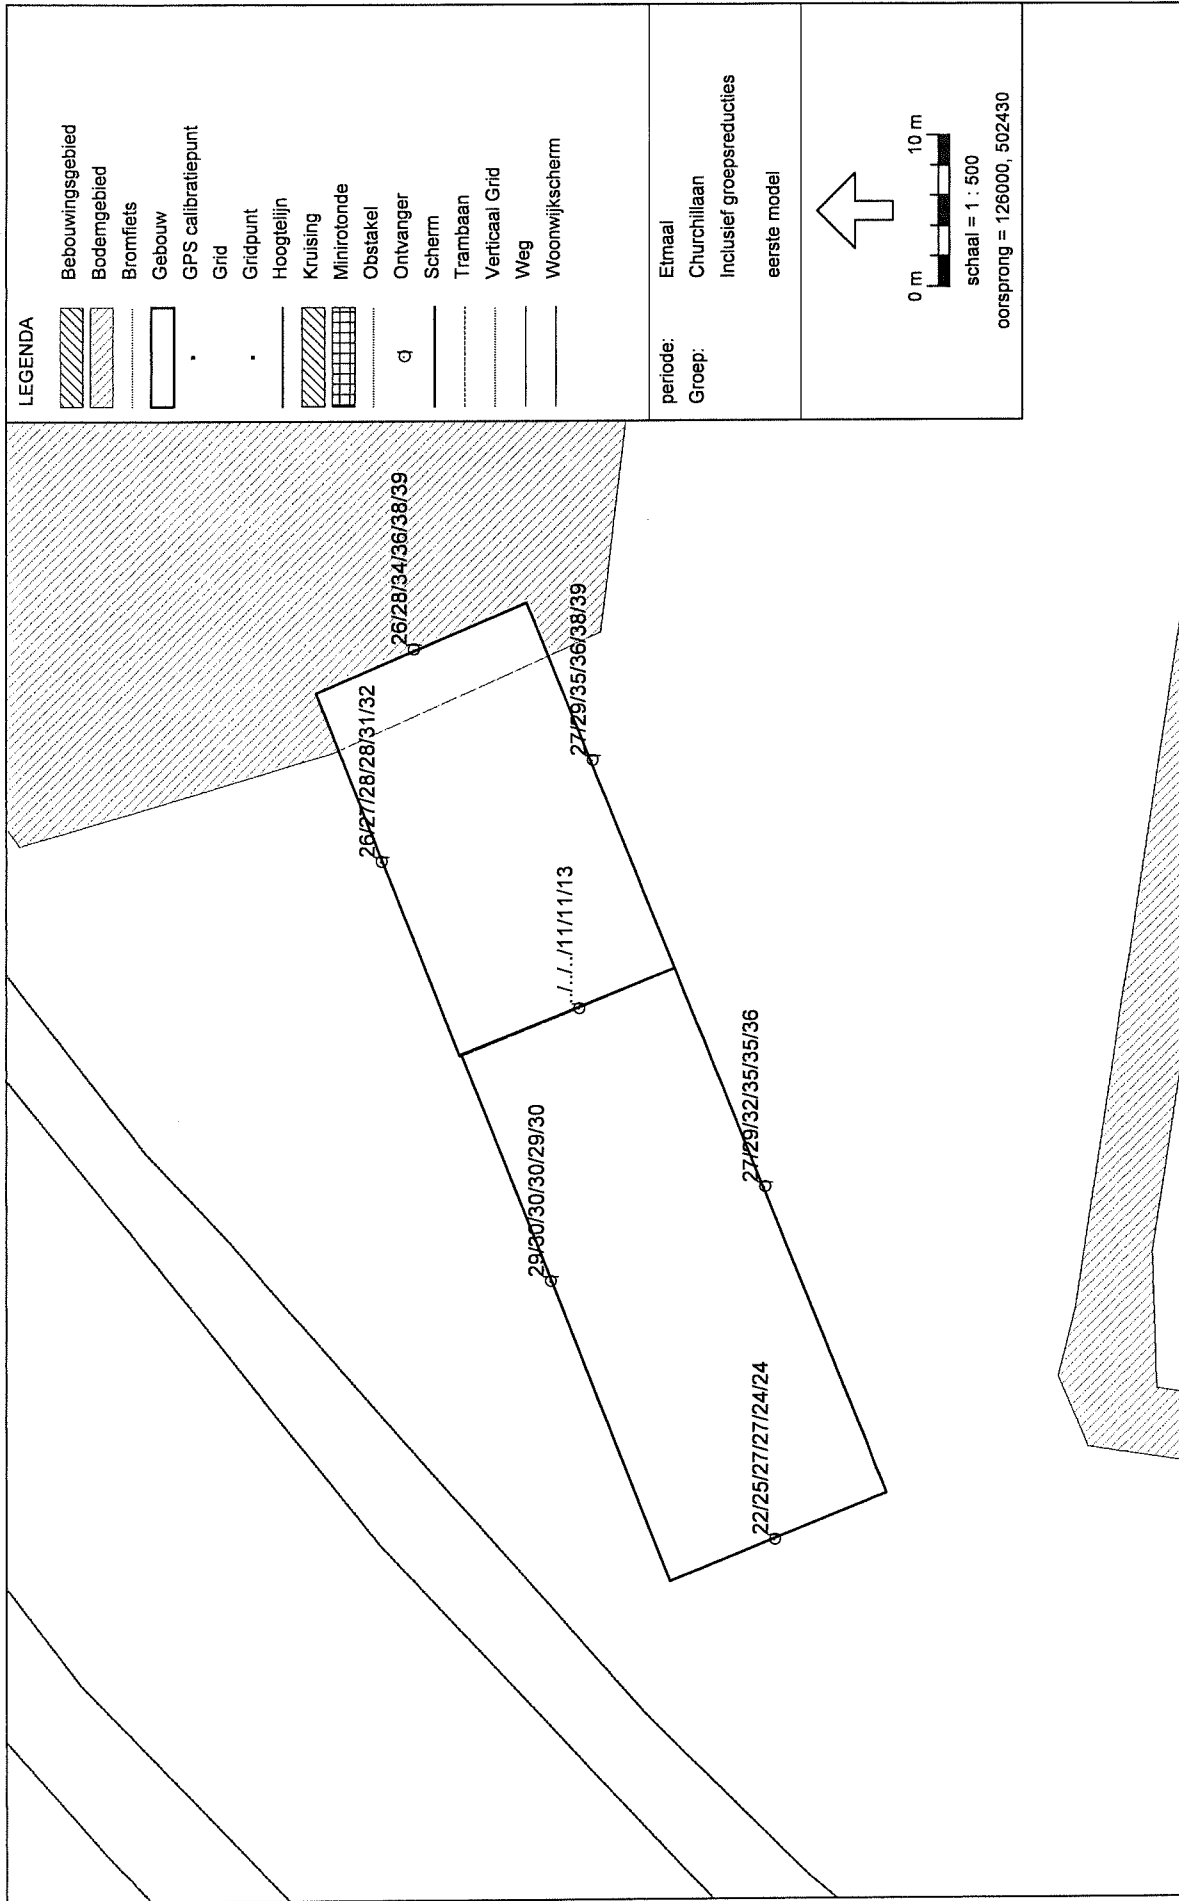 LEGENDA
Bebouwingsgebied
Bodemgebied
Bromfiets
Gebouw
GPS calibratiepunt
Grid
Gridpunt
Hoogtelijn
Kruising
Minirotonde
Obstakel
Ontvanger
Scherm
Trambaan
Verticaal Grid
Weg
Woonwijkscherm
periode: Etmaal
Groep: Churchillaan
Inclusief groepsreducties
eerste model
0 m 10 m
schaal = 1 : 500
oorsprong = 126000, 502430
26/28/34/36/38/39
26/27/28/28/31/32
27/29/35/36/38/39
../../../11/11/13
29/30/30/30/29/30
27/29/32/35/35/36
22/25/27/27/24/24